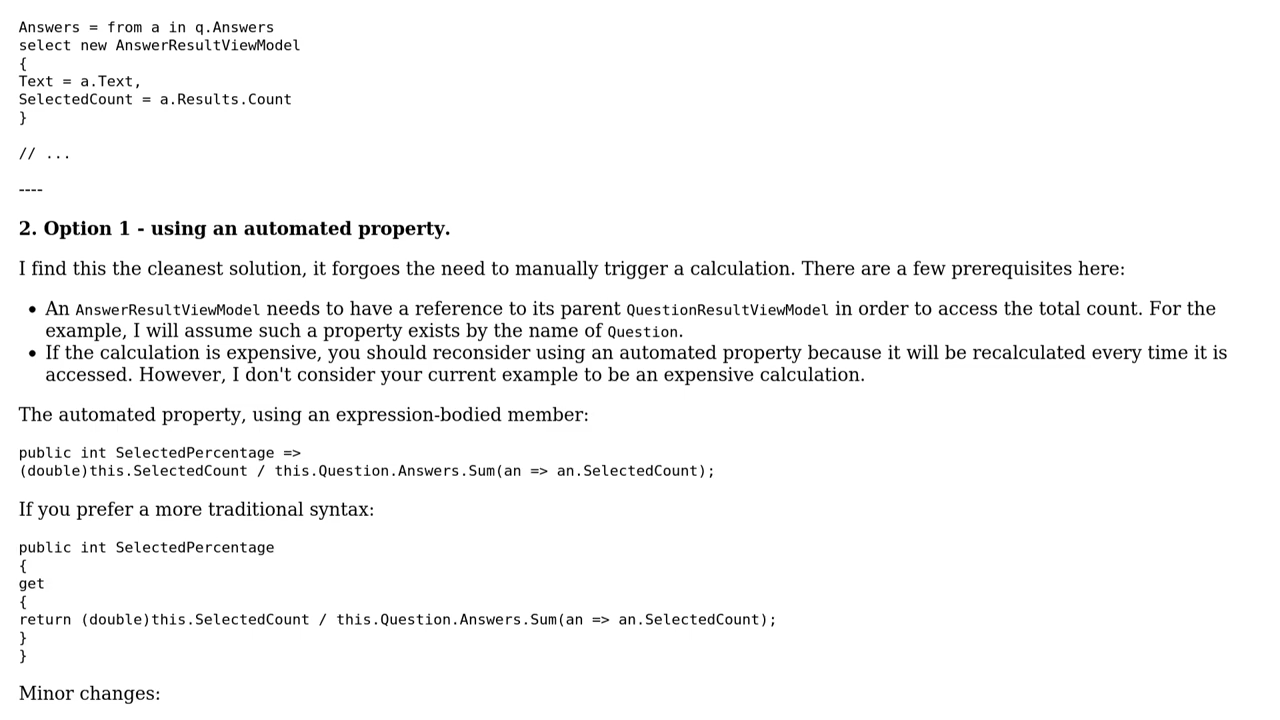 Answers = from a in q.Answers
select new AnswerResultViewModel
{
Text = a.Text,
SelectedCount = a.Results.Count
}
// ...
----
2. Option 1 - using an automated property.
I find this the cleanest solution, it forgoes the need to manually trigger a calculation. There are a few prerequisites here:
• An AnswerResultViewModel needs to have a reference to its parent QuestionResultViewModel in order to access the total count. For the
example, I will assume such a property exists by the name of Question.
• If the calculation is expensive, you should reconsider using an automated property because it will be recalculated every time it is
accessed. However, I don't consider your current example to be an expensive calculation.
The automated property, using an expression-bodied member:
public int SelectedPercentage =>
(double)this.SelectedCount / this.Question.Answers.Sum(an => an.SelectedCount);
If you prefer a more traditional syntax:
public int SelectedPercentage
{
get
{
return (double)this.SelectedCount / this.Question.Answers.Sum(an => an.SelectedCount);
}
}
Minor changes: